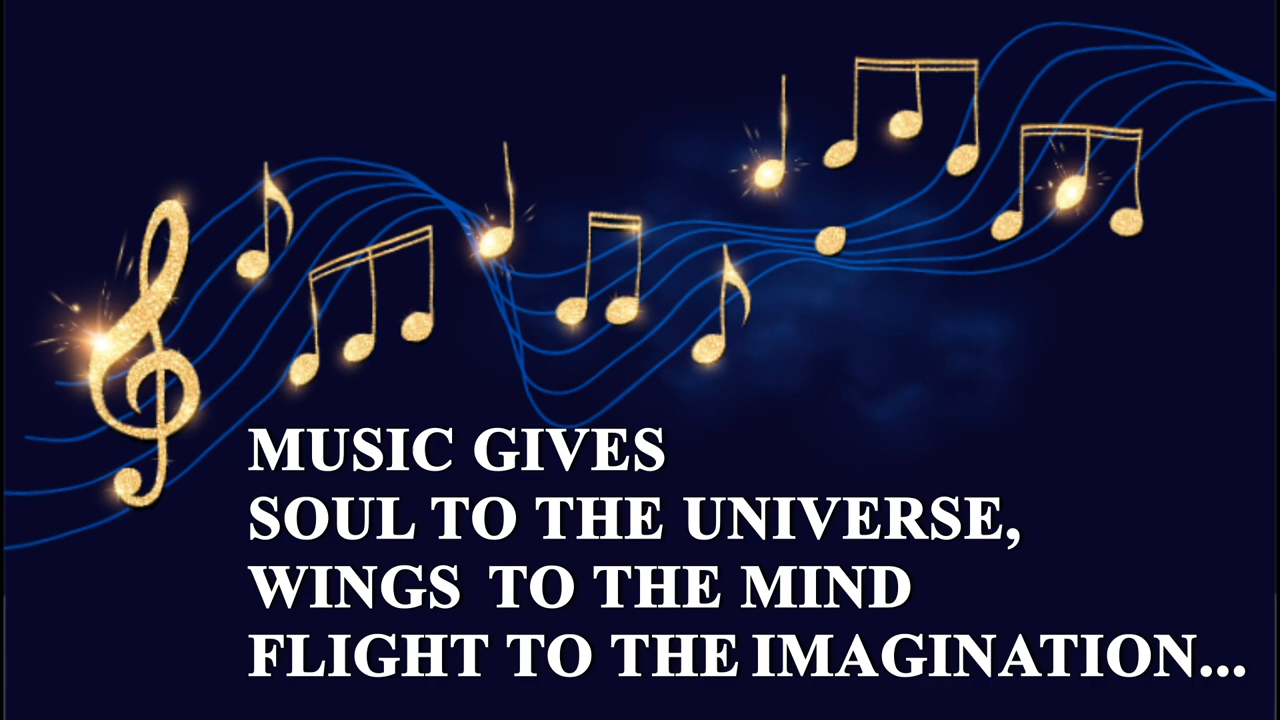 MUSIC GIVES
SOUL TO THE UNIVERSE,
WINGS TO THE MIND
FLIGHT TO THE IMAGINATION...